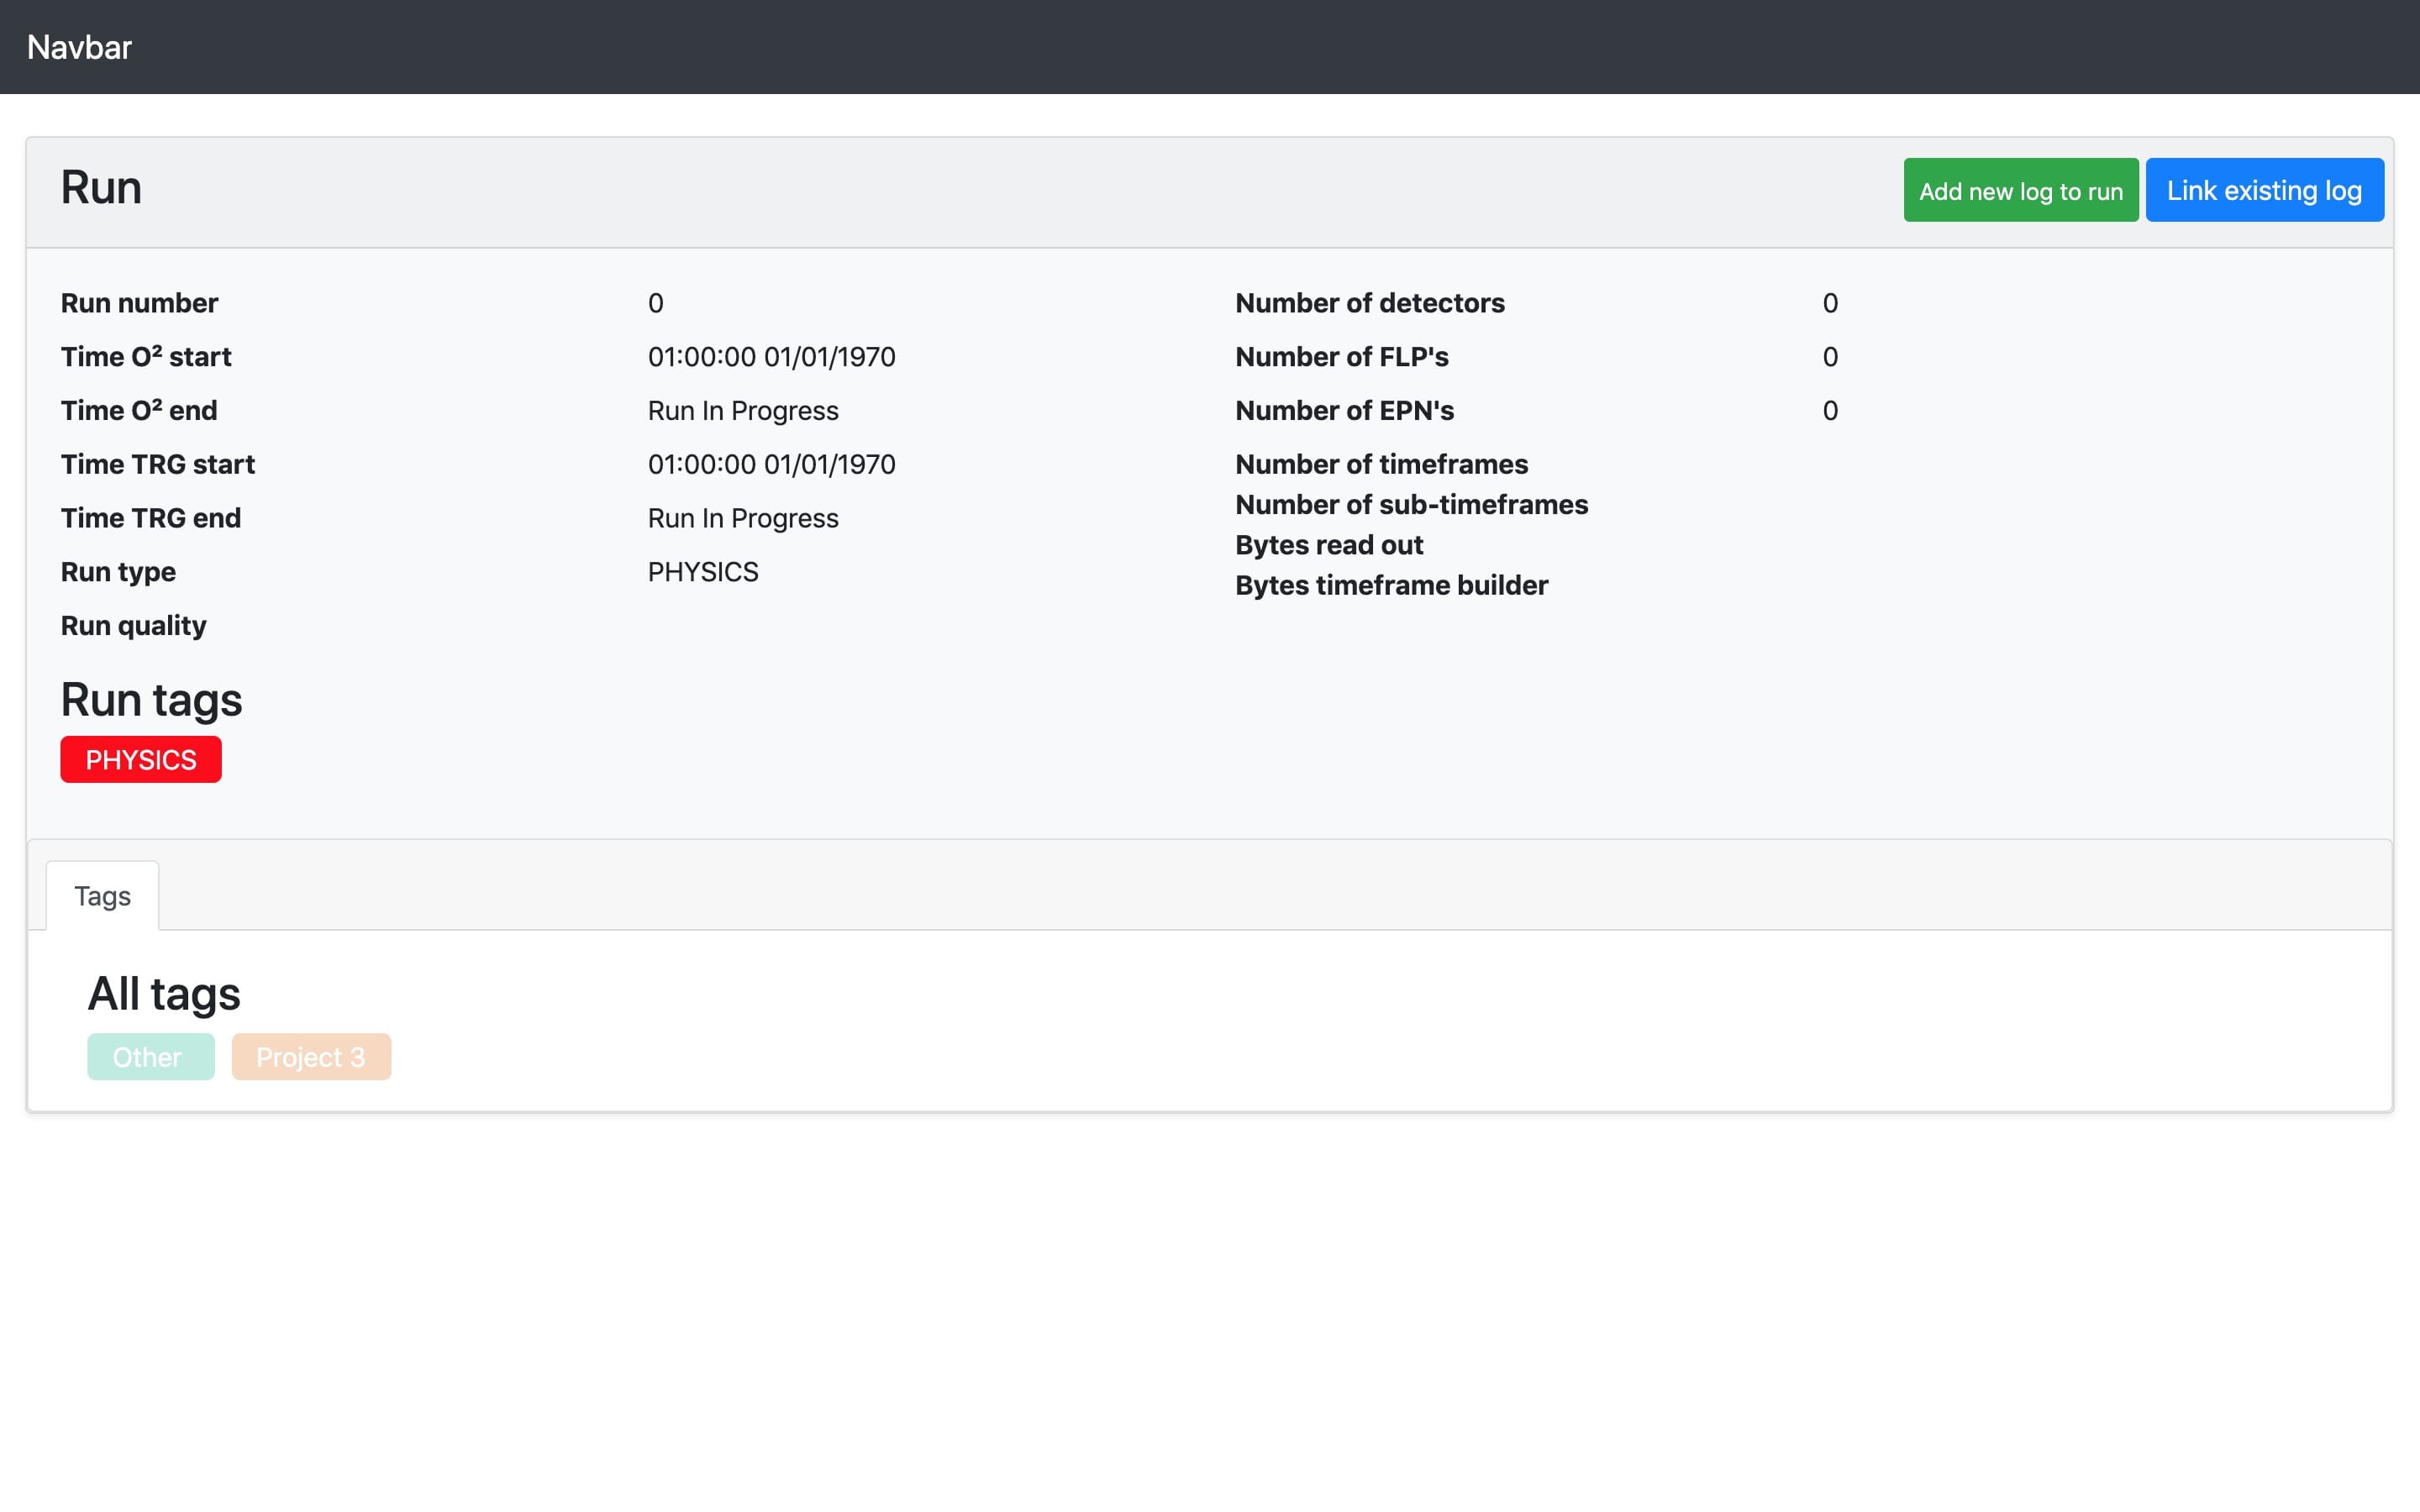 Navbar
Run
Add new log to run
Link existing log
Run number 0
Time O² start 01:00:00 01/01/1970
Time O² end Run In Progress
Time TRG start 01:00:00 01/01/1970
Time TRG end Run In Progress
Run type PHYSICS
Run quality
Number of detectors 0
Number of FLP's 0
Number of EPN's 0
Number of timeframes
Number of sub-timeframes
Bytes read out
Bytes timeframe builder
Run tags
PHYSICS
Tags
All tags
Other Project 3